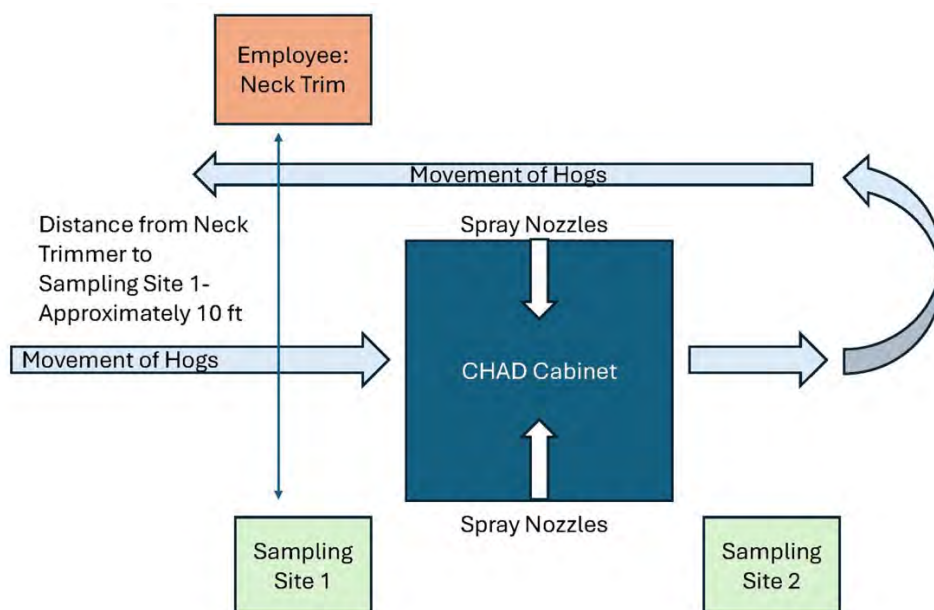 Employee:
Neck Trim
Movement of Hogs
Distance from Neck
Trimmer to
Sampling Site 1-
Approximately 10 ft
Spray Nozzles
Movement of Hogs
CHAD Cabinet
Spray Nozzles
Sampling
Site 1
Sampling
Site 2